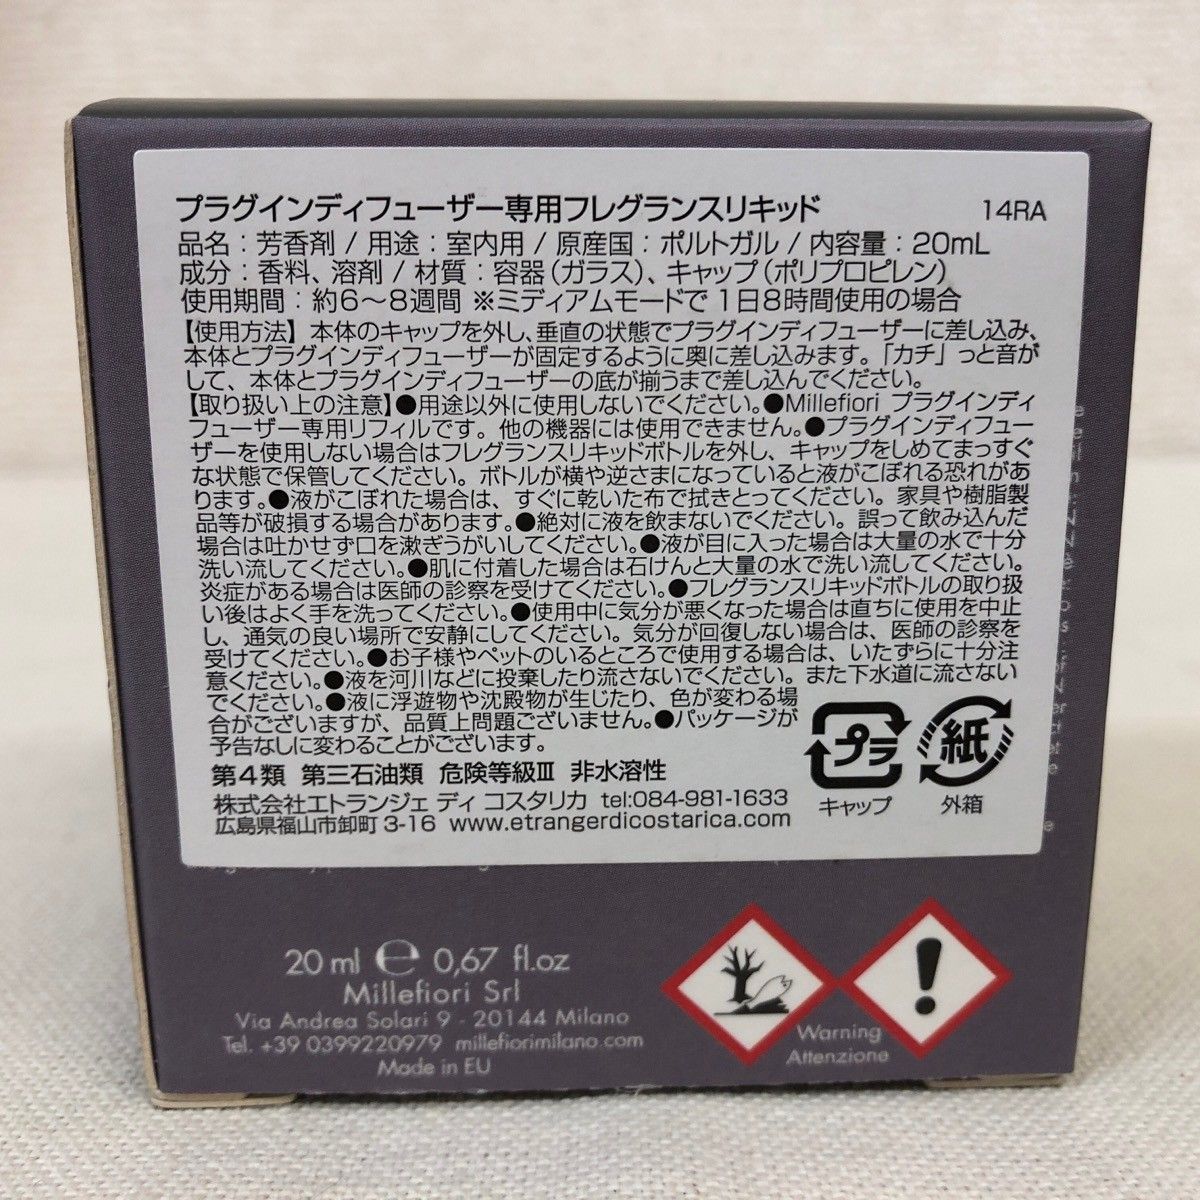 プラグインディフューザー専用フレグランスリキッド 14RA
品名：芳香剤 / 用途：室内用 / 原産国：ポルトガル / 内容量：20mL
成分：香料、溶剤 / 材質：容器（ガラス）、キャップ（ポリプロピレン）
使用期間：約6～8週間 ※ミディアムモードで1日8時間使用の場合
【使用方法】本体のキャップを外し、垂直の状態でプラグインディフューザーに差し込み、
本体とプラグインディフューザーが固定するように奥に差し込みます。「カチ」っと音が
して、本体とプラグインディフューザーの底が揃うまで差し込んでください。
【取り扱い上の注意】●用途以外に使用しないでください。●Millefiori プラグインディ
フューザー専用リフィルです。他の機器には使用できません。●プラグインディフュー
ザーを使用しない場合はフレグランスリキッドボトルを外し、キャップをしめてまっすぐ
な状態で保管してください。ボトルが横や逆さまになっていると液がこぼれる恐れがあ
ります。●液がこぼれた場合は、すぐに乾いた布で拭きとってください。家具や樹脂製
品等が破損する場合があります。●絶対に液を飲まないでください。誤って飲み込んだ
場合は吐かせず口を漱ぎうがいしてください。●液が目に入った場合は大量の水で十分
洗い流してください。●肌に付着した場合は石けんと大量の水で洗い流してください。
炎症がある場合は医師の診察を受けてください。●フレグランスリキッドボトルの取り扱
い後はよく手を洗ってください。●使用中に気分が悪くなった場合は直ちに使用を中止
し、通気の良い場所で安静にしてください。気分が回復しない場合は、医師の診察を
受けてください。●お子様やペットのいるところで使用する場合は、いたずらに十分注
意ください。●液を河川などに投棄したり流さないでください。また下水道に流さない
でください。●液に浮遊物や沈殿物が生じたり、色が変わる場
合がございますが、品質上問題ございません。●パッケージが
予告なしに変わることがございます。
第4類 第三石油類 危険等級Ⅲ 非水溶性
株式会社エトランジェ ディ コスタリカ tel:084-981-1633
広島県福山市卸町 3-16 www.etrangerdicostarica.com
プラ
キャップ
紙
外箱
20 ml ℮ 0,67 fl.oz
Millefiori Srl
Via Andrea Solari 9 - 20144 Milano
Tel. +39 0399220979 millefiorimilano.com
Made in EU
Warning
Attenzione